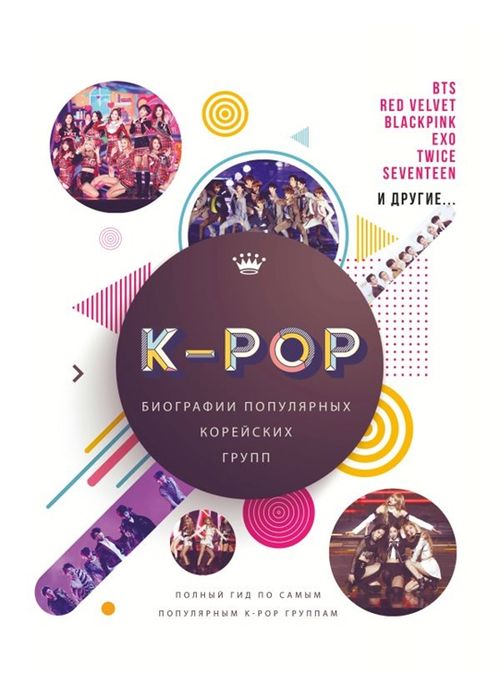 BTS
RED VELVET
BLACKPINK
EXO
TWICE
SEVENTEEN
И ДРУГИЕ...
K-POP
БИОГРАФИИ ПОПУЛЯРНЫХ
КОРЕЙСКИХ
ГРУПП
ПОЛНЫЙ ГИД ПО САМЫМ
ПОПУЛЯРНЫМ K-POP ГРУППАМ